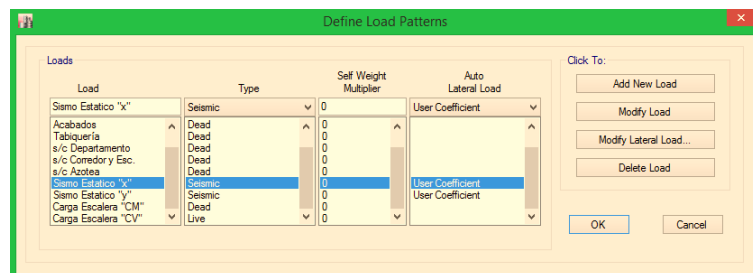 Define Load Patterns
Loads
Click To:
Load Type Self Weight Multiplier Auto Lateral Load
Sismo Estatico "x" Seismic 0 User Coefficient
Acabados Dead 0
Tabiquería Dead 0
s/c Departamento Dead 0
s/c Corredor y Esc. Dead 0
s/c Azotea Dead 0
Sismo Estatico "x" Seismic 0 User Coefficient
Sismo Estatico "y" Seismic 0 User Coefficient
Carga Escalera "CM" Dead 0
Carga Escalera "CV" Live 0
Add New Load
Modify Load
Modify Lateral Load...
Delete Load
OK Cancel